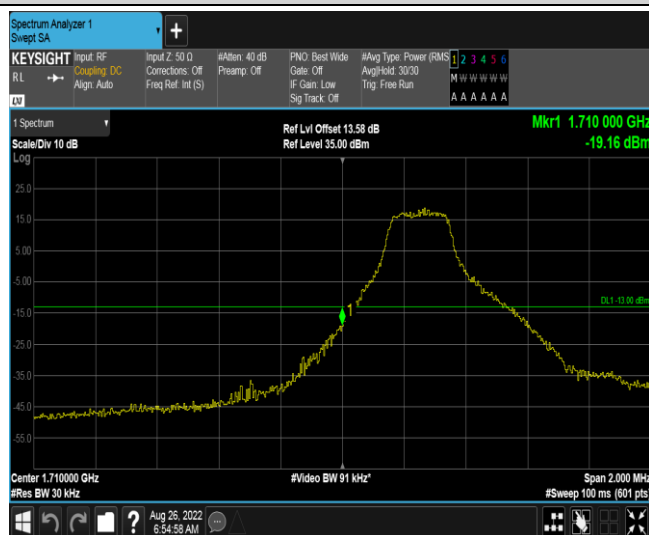 Spectrum Analyzer 1
Swept SA
+
KEYSIGHT
RL
LXI
Input: RF
Coupling: DC
Align: Auto
Input Z: 50 Ω
Corrections: Off
Freq Ref: Int (S)
#Atten: 40 dB
Preamp: Off
PNO: Best Wide
Gate: Off
IF Gain: Low
Sig Track: Off
#Avg Type: Power (RMS
Avg|Hold: 30/30
Trig: Free Run
1 2 3 4 5 6
M W W W W W
A A A A A A
1 Spectrum
Scale/Div 10 dB
Ref Lvl Offset 13.58 dB
Ref Level 35.00 dBm
Mkr1 1.710 000 GHz
-19.16 dBm
Log
25.0
15.0
5.00
-5.00
-15.0
-25.0
-35.0
-45.0
-55.0
1
DL1 -13.00 dBm
Center 1.710000 GHz
#Res BW 30 kHz
#Video BW 91 kHz*
Span 2.000 MHz
#Sweep 100 ms (601 pts)
?
Aug 26, 2022
6:54:58 AM